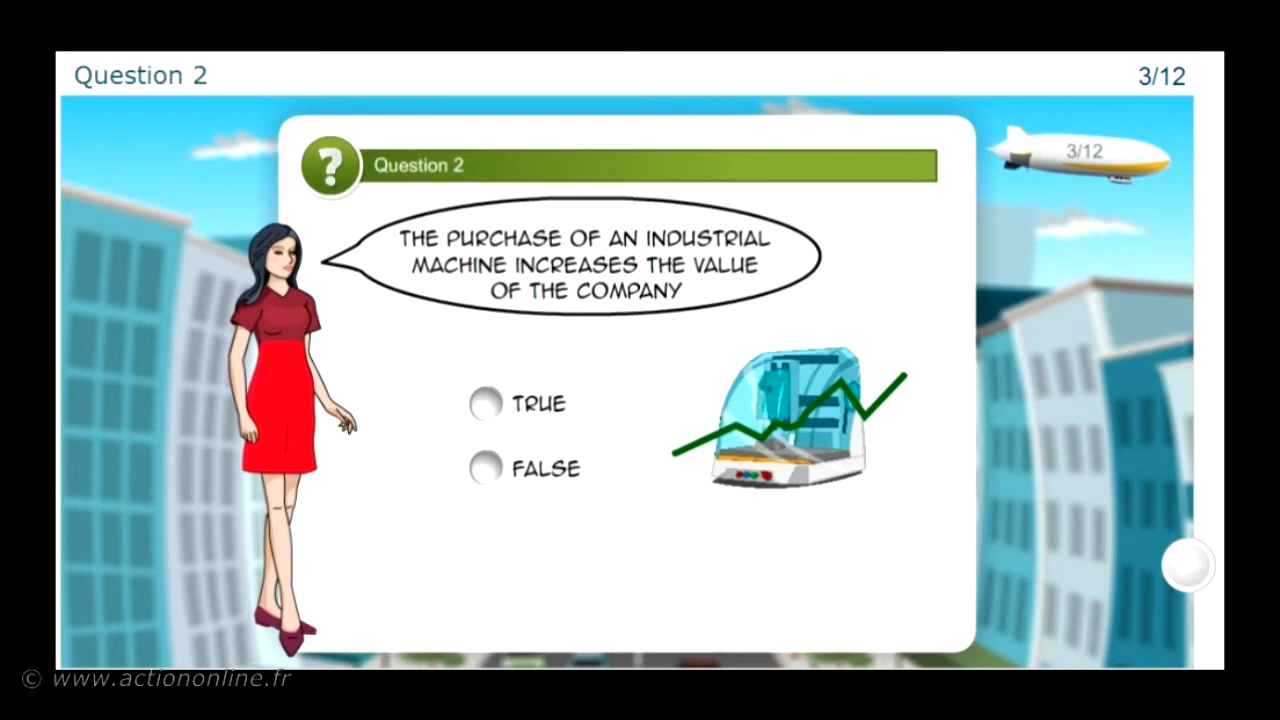 Question 2
3/12
3/12
? Question 2
THE PURCHASE OF AN INDUSTRIAL
MACHINE INCREASES THE VALUE
OF THE COMPANY
TRUE
FALSE
© www.actiononline.fr